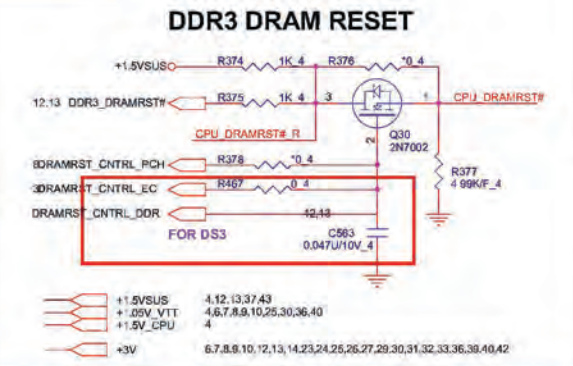 DDR3 DRAM RESET
+1.5VSUS R374 1K_4 R376 *0_4
12,13 DDR3_DRAMRST# R375 1K_4 3 1 CPU_DRAMRST#
CPU_DRAMRST#_R
Q30
2N7002
2
8DRAMRST_CNTRL_PCH R378 *0_4
R377
4.99K/F_4
3DRAMRST_CNTRL_EC R467 0_4
DRAMRST_CNTRL_DDR 12,13
FOR DS3
C563
0.047U/10V_4
+1.5VSUS 4,12,13,37,43
+1.05V_VTT 4,6,7,8,9,10,25,30,36,40
+1.5V_CPU 4
+3V 6,7,8,9,10,12,13,14,23,24,25,26,27,29,30,31,32,33,36,39,40,42